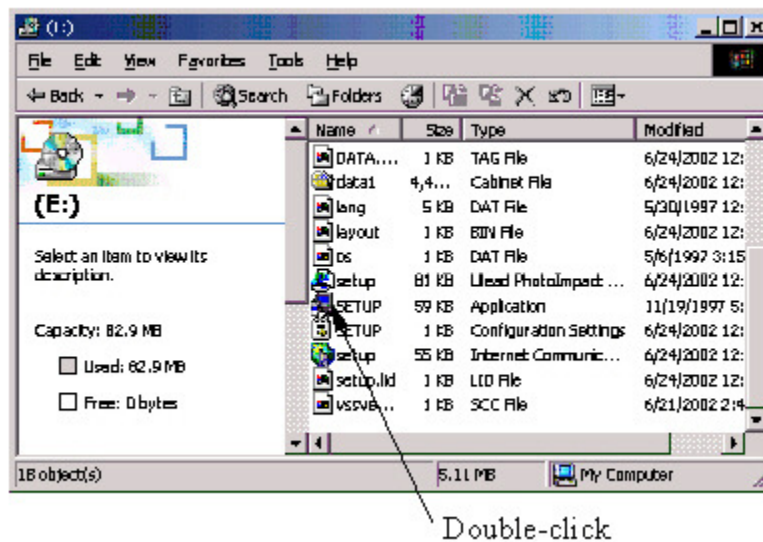 (E:)
File Edit View Favorites Tools Help
Back Search Folders
Name Size Type Modified
DATA.... 1 KB TAG File 6/24/2002 12:
data1 4,4... Cabinet File 6/24/2002 12:
lang 5 KB DAT File 5/30/1997 12:
layout 1 KB BIN File 6/24/2002 12:
os 1 KB DAT File 5/6/1997 3:15
setup 81 KB Ulead PhotoImpact ... 6/24/2002 12:
SETUP 59 KB Application 11/19/1997 5:
SETUP 1 KB Configuration Settings 6/24/2002 12:
setup 55 KB Internet Communic... 6/24/2002 12:
setup.lid 1 KB LID File 6/24/2002 12:
vssve... 1 KB SCC File 6/21/2002 2:4
(E:)
Select an item to view its
description.
Capacity: 82.9 MB
Used: 82.9 MB
Free: 0 bytes
18 object(s) 5.11 MB My Computer
Double-click